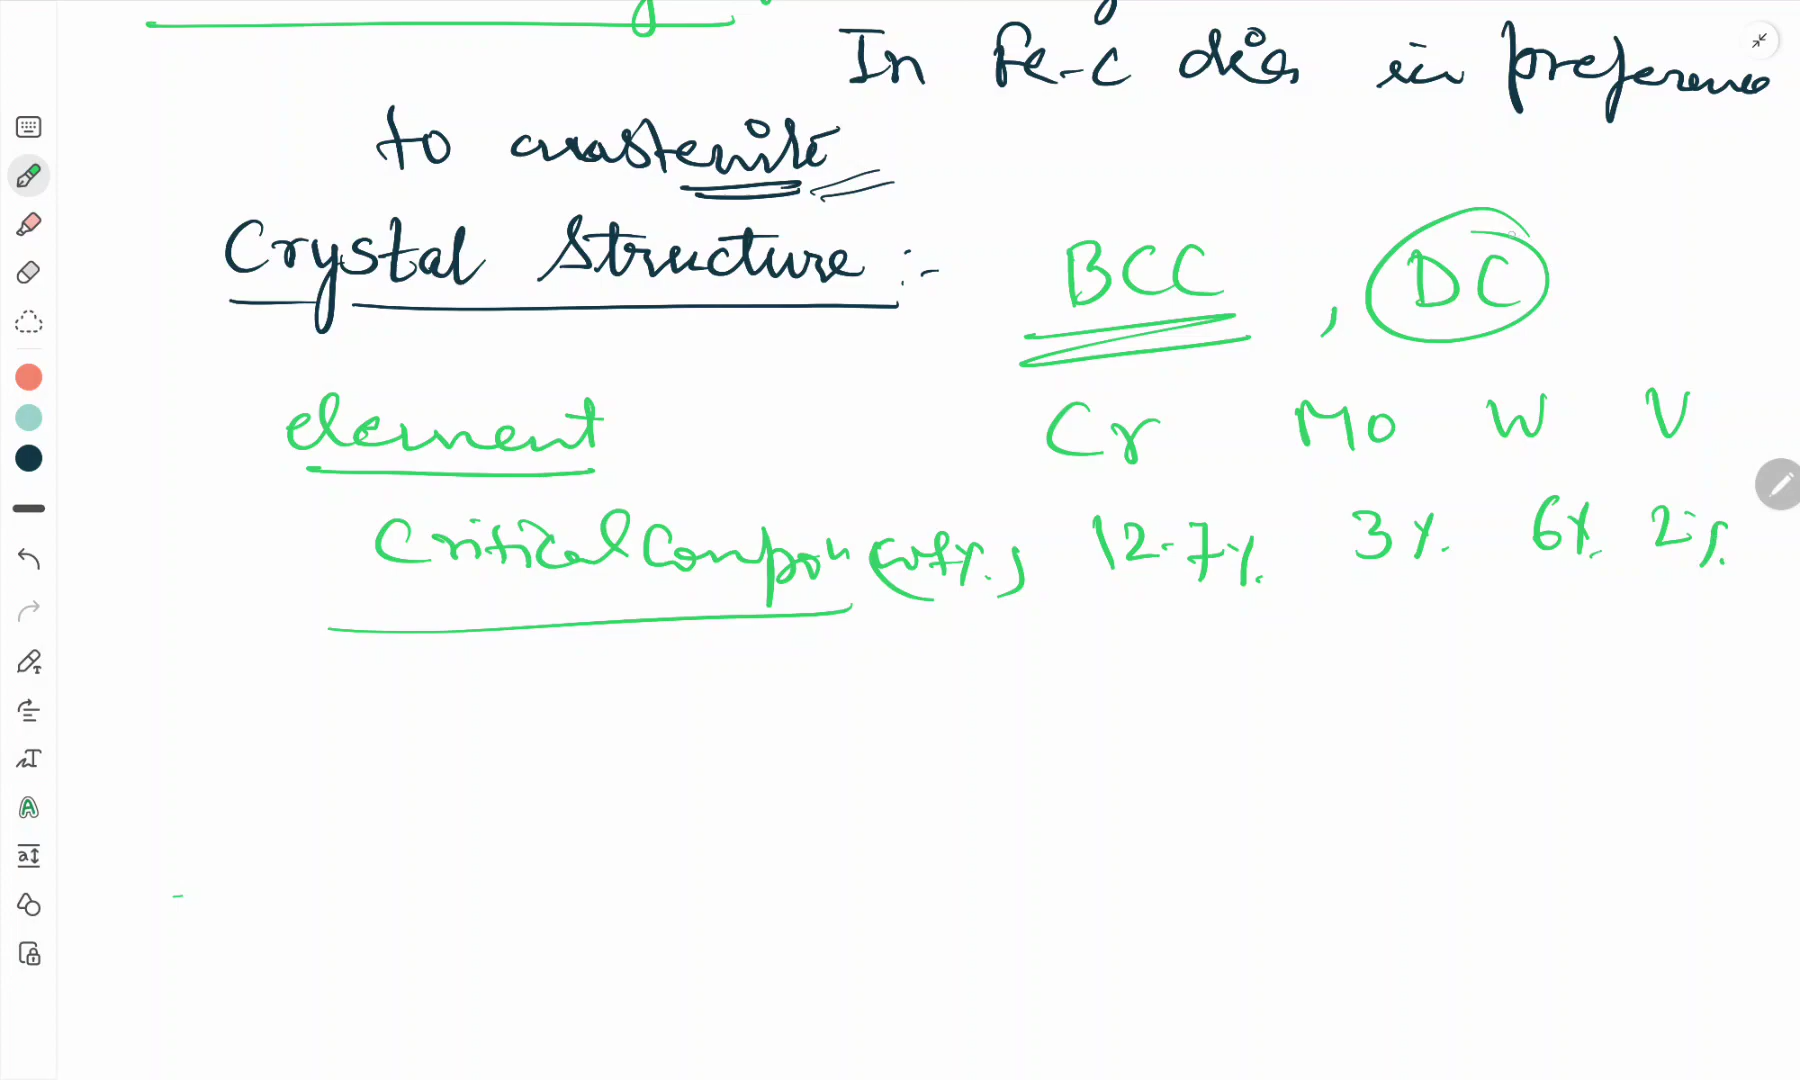 In Fe-C dia in preference
to austenite
Crystal Structure :- BCC , DC
element Cr Mo W V
Critical Compon (wt%) 12.7% 3% 6% 2%